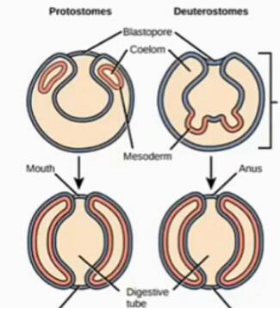 Protostomes
Deuterostomes
Blastopore
Coelom
Mesoderm
Mouth
Anus
Digestive
tube